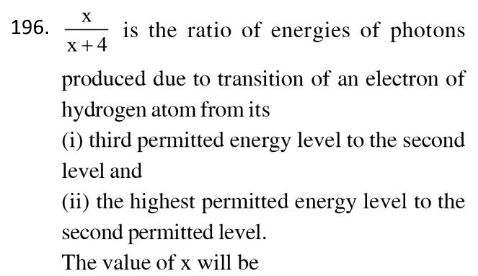 196. x/(x+4) is the ratio of energies of photons
produced due to transition of an electron of
hydrogen atom from its
(i) third permitted energy level to the second
level and
(ii) the highest permitted energy level to the
second permitted level.
The value of x will be